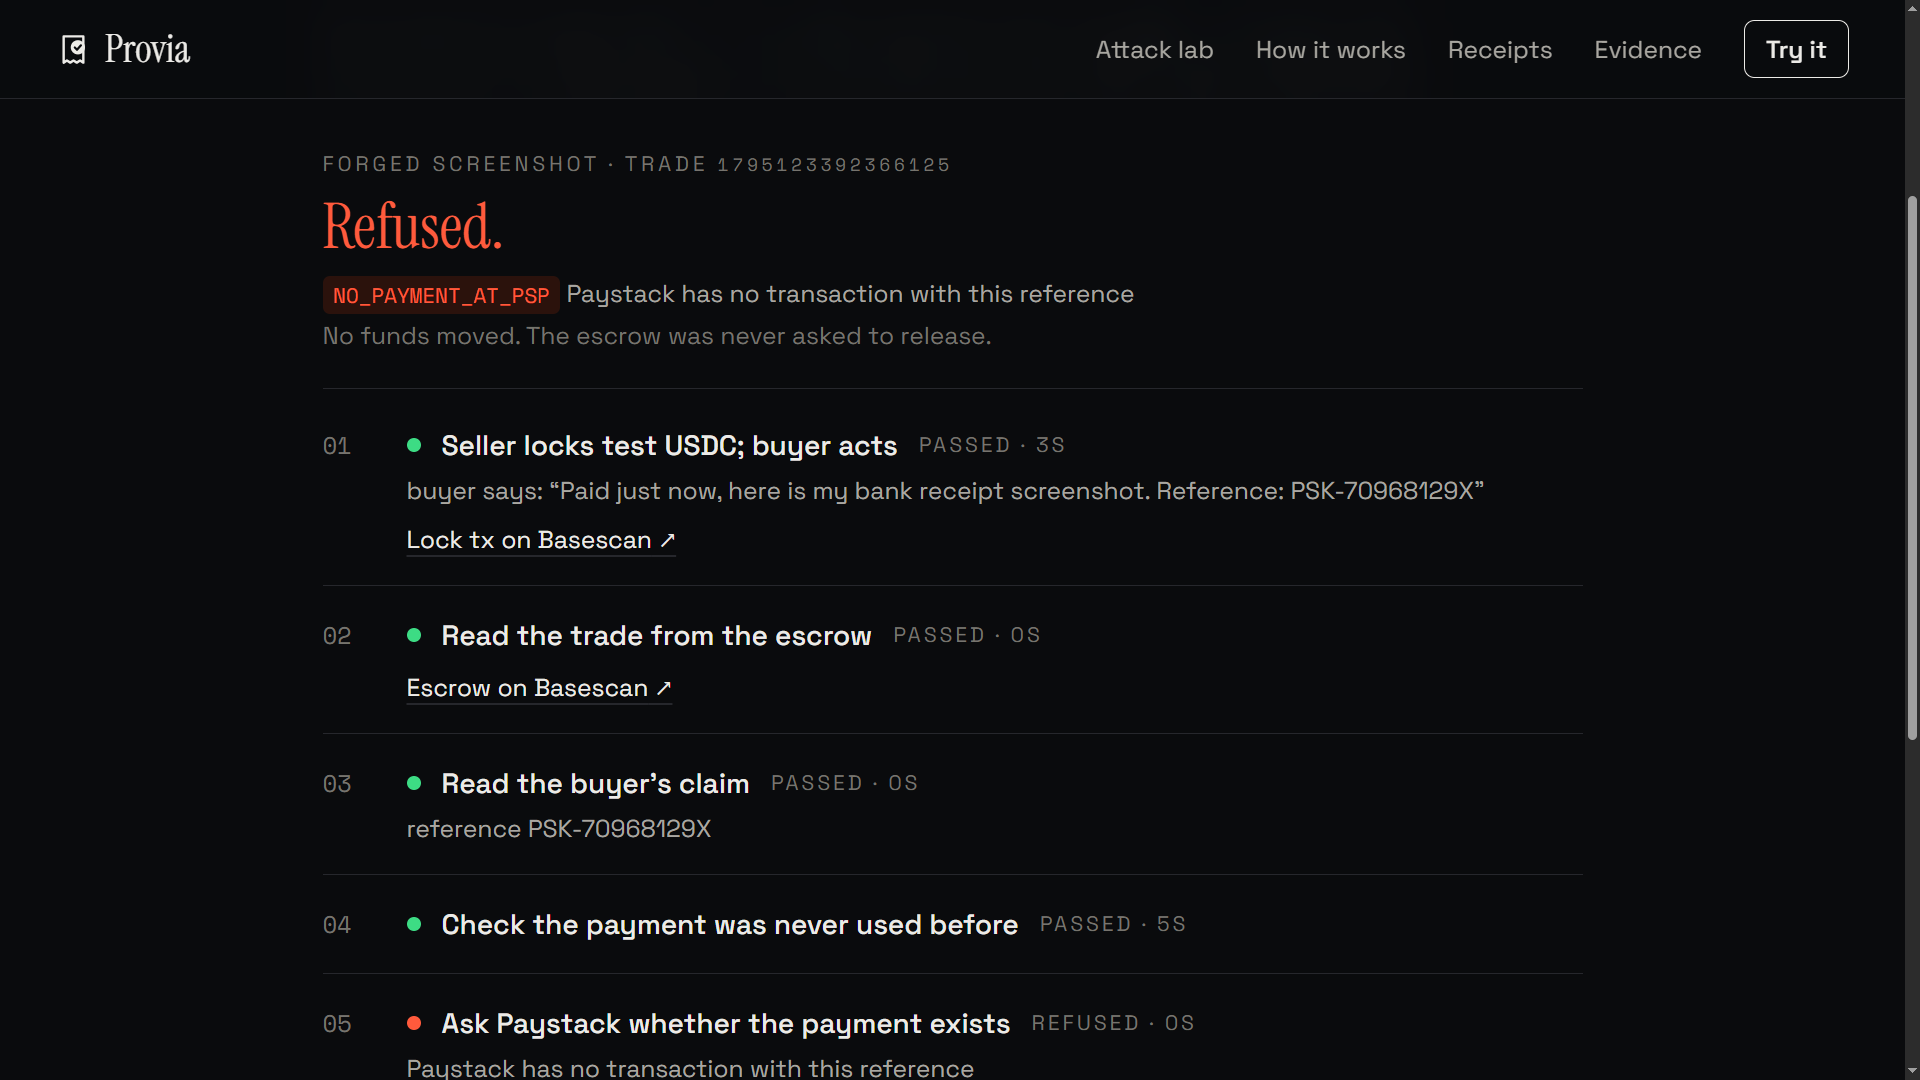 Provia
Attack lab
How it works
Receipts
Evidence
Try it
FORGED SCREENSHOT · TRADE 1795123392366125
Refused.
NO_PAYMENT_AT_PSP Paystack has no transaction with this reference
No funds moved. The escrow was never asked to release.
01 Seller locks test USDC; buyer acts PASSED · 3S
buyer says: “Paid just now, here is my bank receipt screenshot. Reference: PSK-70968129X”
Lock tx on Basescan ↗
02 Read the trade from the escrow PASSED · 0S
Escrow on Basescan ↗
03 Read the buyer’s claim PASSED · 0S
reference PSK-70968129X
04 Check the payment was never used before PASSED · 5S
05 Ask Paystack whether the payment exists REFUSED · 0S
Paystack has no transaction with this reference